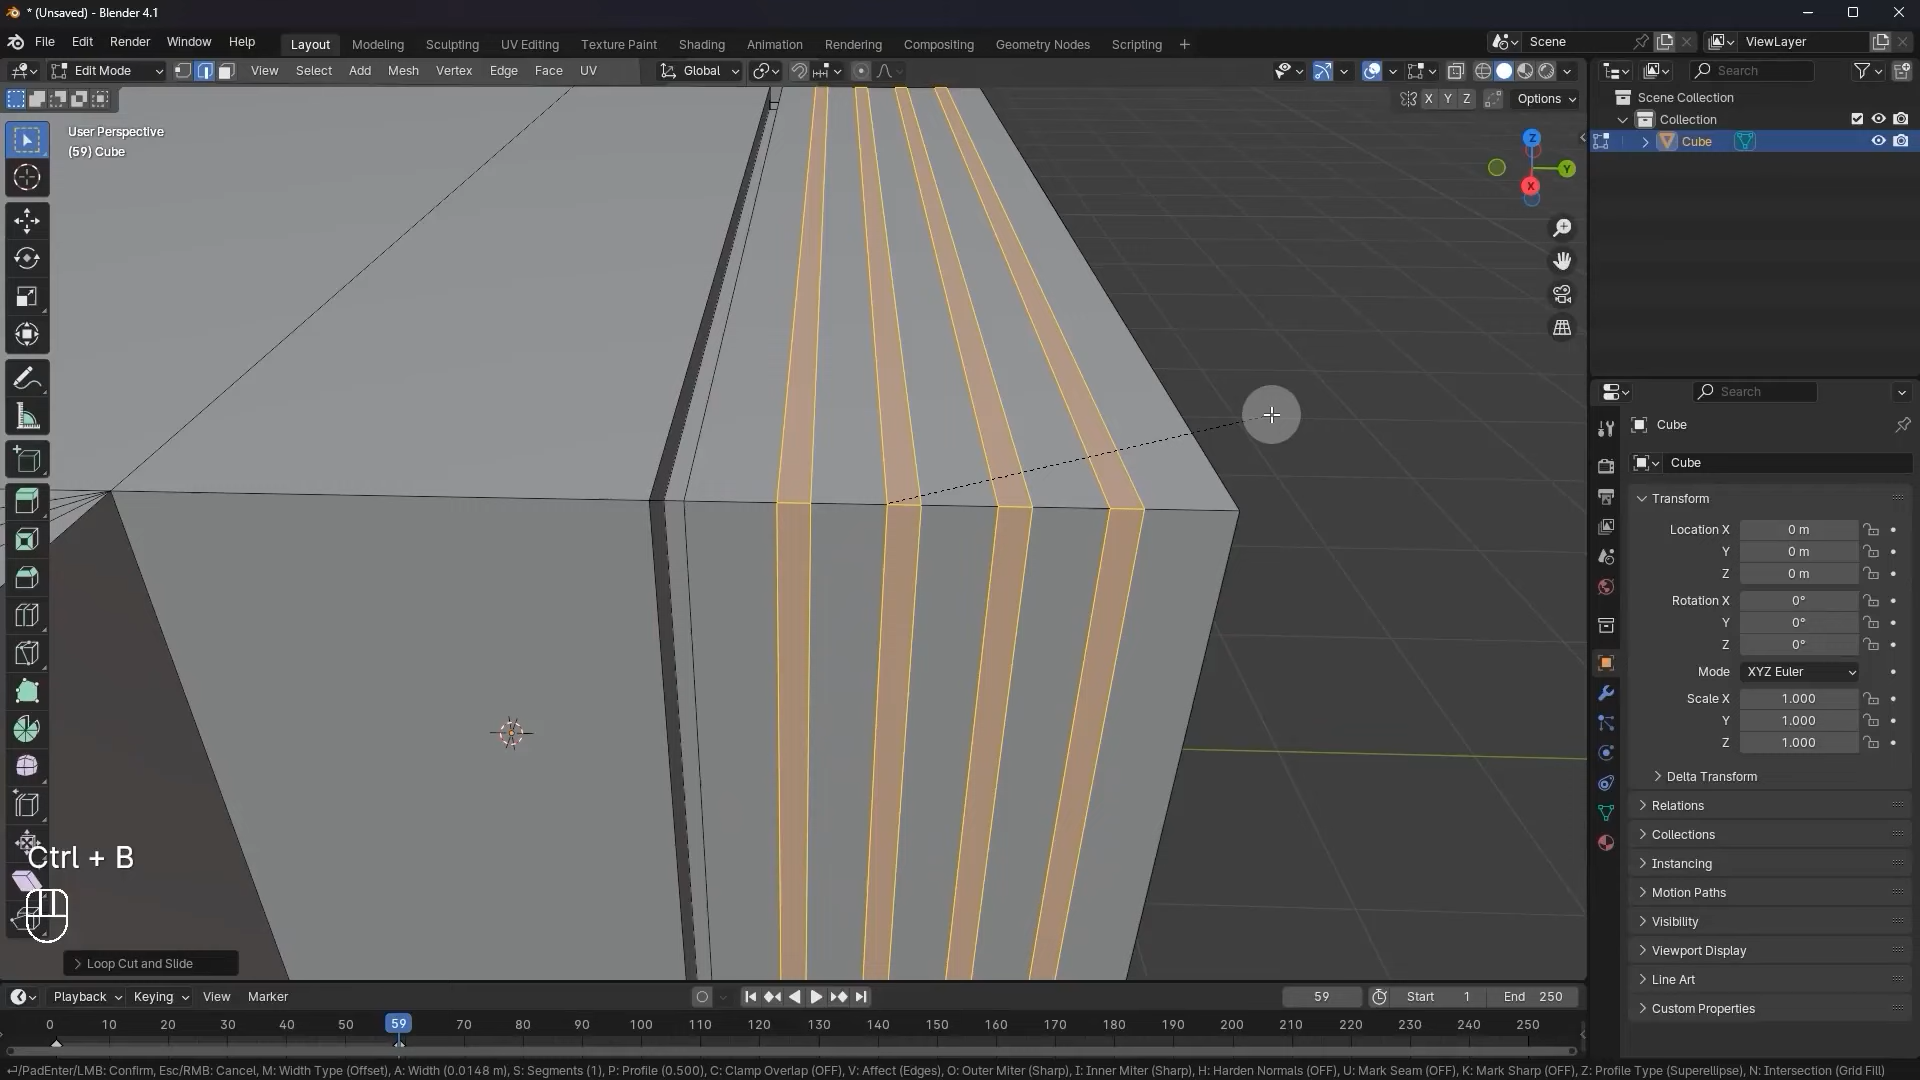 * (Unsaved) - Blender 4.1
File Edit Render Window Help Layout Modeling Sculpting UV Editing Texture Paint Shading Animation Rendering Compositing Geometry Nodes Scripting + Scene ViewLayer
Edit Mode View Select Add Mesh Vertex Edge Face UV Global Search
X Y Z Options
Scene Collection
Collection
Cube
User Perspective
(59) Cube
Z
Y
X
Search
Cube
Cube
Transform
Location X 0 m
Y 0 m
Z 0 m
Rotation X 0°
Y 0°
Z 0°
Mode XYZ Euler
Scale X 1.000
Y 1.000
Z 1.000
Delta Transform
Relations
Collections
Instancing
Motion Paths
Visibility
Viewport Display
Line Art
Custom Properties
Ctrl + B
Loop Cut and Slide
Playback Keying View Marker 59 Start 1 End 250
0 10 20 30 40 50 59 70 80 90 100 110 120 130 140 150 160 170 180 190 200 210 220 230 240 250
/PadEnter/LMB: Confirm, Esc/RMB: Cancel, M: Width Type (Offset), A: Width (0.0148 m), S: Segments (1), P: Profile (0.500), C: Clamp Overlap (OFF), V: Affect (Edges), O: Outer Miter (Sharp), I: Inner Miter (Sharp), H: Harden Normals (OFF), U: Mark Seam (OFF), K: Mark Sharp (OFF), Z: Profile Type (Superellipse), N: Intersection (Grid Fill)